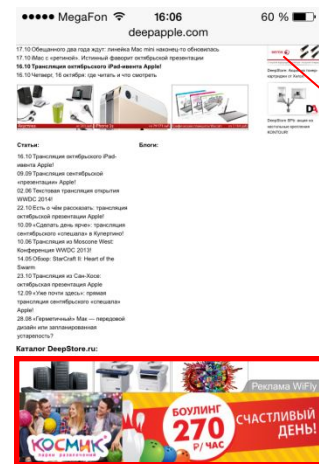 MegaFon 16:06 60 %
deepapple.com
17.10 Обещанного два года ждут: линейка Mac mini наконец-то обновилась
17.10 iMac с «ретиной». Истинный фаворит октябрьской презентации
16.10 Трансляция октябрьского iPad-ивента Apple!
16.10 Четверг, 16 октября: где читать и что смотреть
Статьи:
Блоги:
16.10 Трансляция октябрьского iPad-
ивента Apple!
09.09 Трансляция сентябрьской
«презентации» Apple!
02.06 Текстовая трансляция открытия
WWDC 2014!
22.10 Есть о чём рассказать: трансляция
октябрьской презентации Apple!
10.09 «Сделать день ярче»: трансляция
сентябрьского «спешала» в Купертино!
10.06 Трансляция из Moscone West:
Конференция WWDC 2013!
14.05 Обзор: StarCraft II: Heart of the
Swarm
23.10 Трансляция из Сан-Хосе:
октябрьская презентация Apple
12.09 «Уже почти здесь»: прямая
трансляция сентябрьского «спешала»
Apple!
28.08 «Герметичный» Mac — передовой
дизайн или запланированная
устарелость?
Каталог DeepStore.ru:
Реклама WiFly
КОСМИК
парки развлечений
БОУЛИНГ
270
Р/ЧАС
СЧАСТЛИВЫЙ
ДЕНЬ!